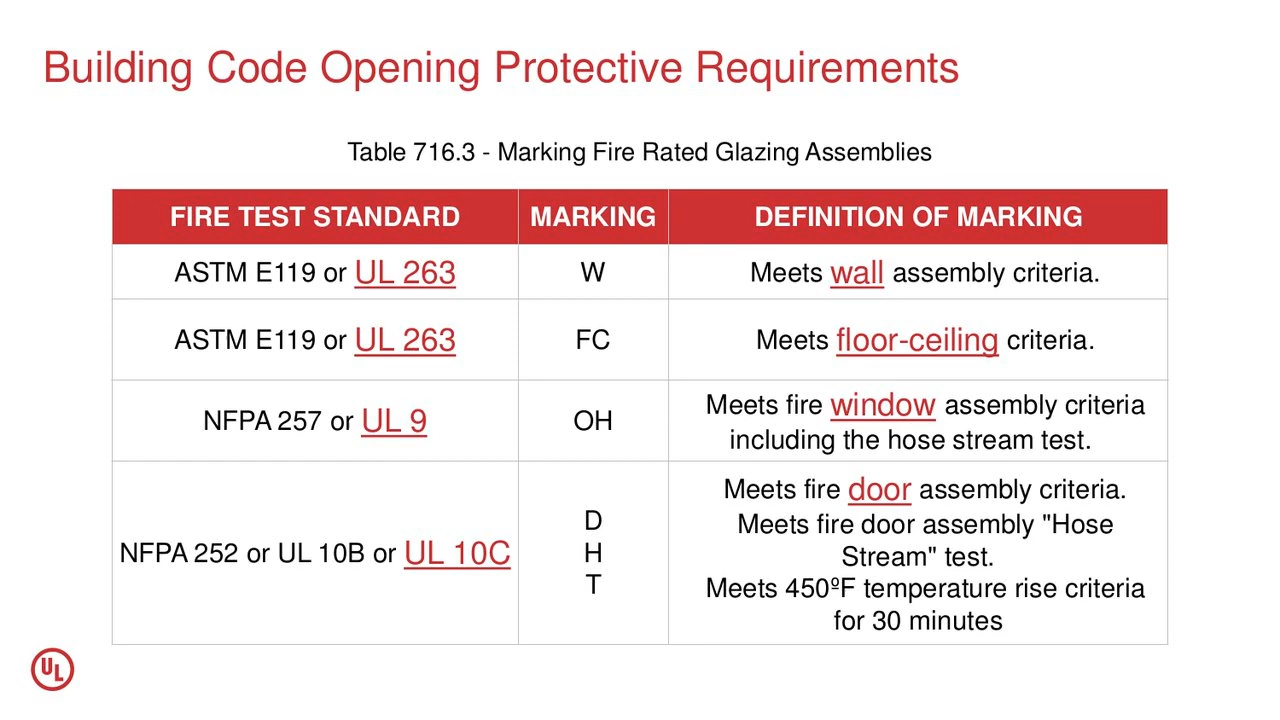 Building Code Opening Protective Requirements
Table 716.3 - Marking Fire Rated Glazing Assemblies
FIRE TEST STANDARD
MARKING
DEFINITION OF MARKING
ASTM E119 or UL 263
W
Meets wall assembly criteria.
ASTM E119 or UL 263
FC
Meets floor-ceiling criteria.
NFPA 257 or UL 9
OH
Meets fire window assembly criteria
including the hose stream test.
NFPA 252 or UL 10B or UL 10C
D
H
T
Meets fire door assembly criteria.
Meets fire door assembly "Hose
Stream" test.
Meets 450ºF temperature rise criteria
for 30 minutes
UL